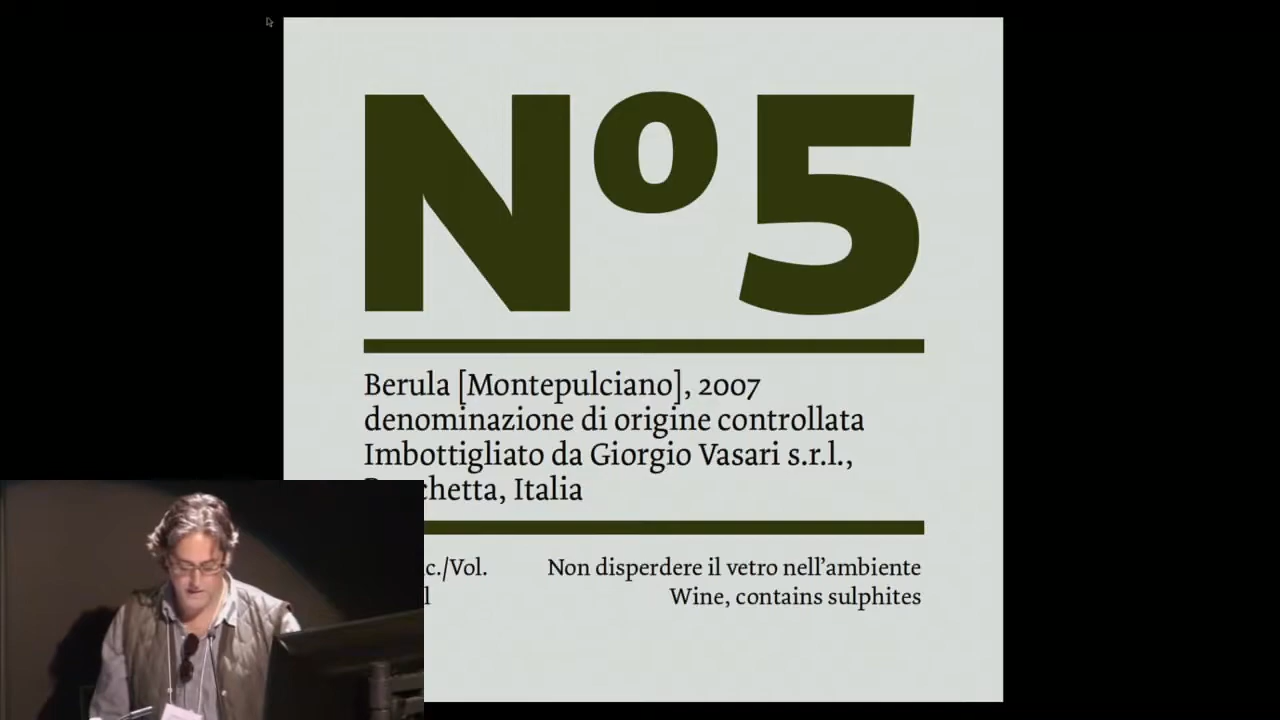 Nº5
Berula [Montepulciano], 2007
denominazione di origine controllata
Imbottigliato da Giorgio Vasari s.r.l.,
Italia
Non disperdere il vetro nell’ambiente
Wine, contains sulphites